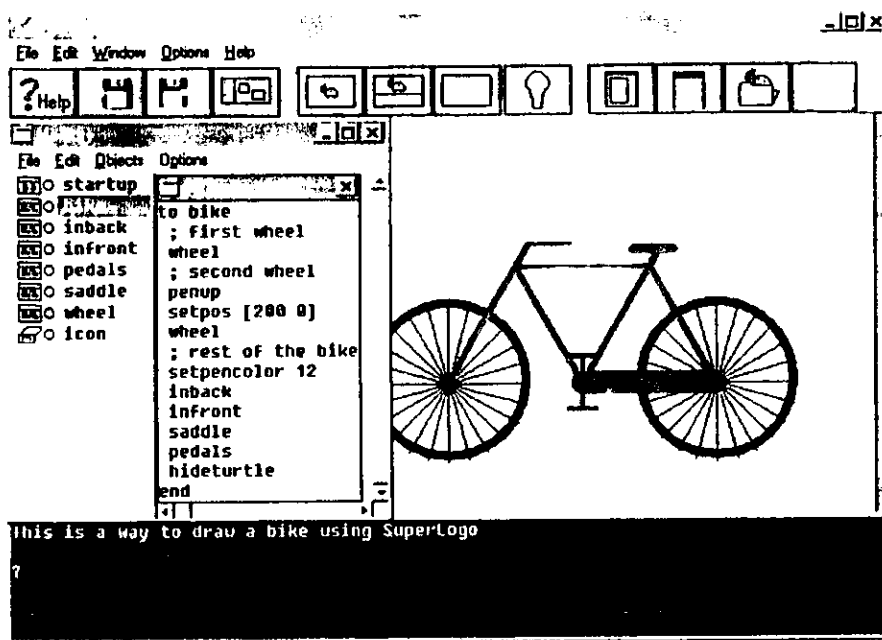 File Edit Window Options Help
? Help
File Edit Objects Options
startup
inback
infront
pedals
saddle
wheel
icon
to bike
; first wheel
wheel
; second wheel
penup
setpos [200 0]
wheel
; rest of the bike
setpencolor 12
inback
infront
saddle
pedals
hideturtle
end
This is a way to draw a bike using SuperLogo
?